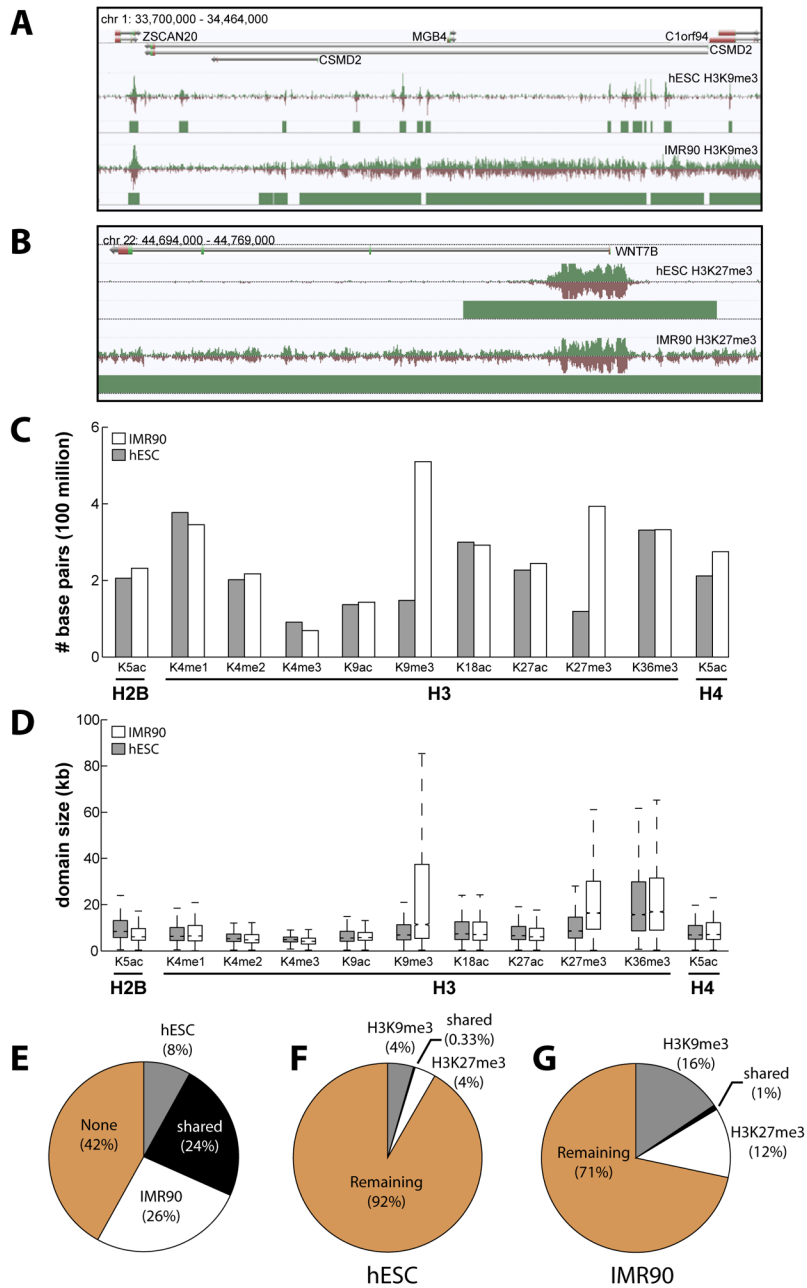 A
chr 1: 33,700,000 - 34,464,000
ZSCAN20
MGB4
C1orf94
CSMD2
CSMD2
hESC H3K9me3
IMR90 H3K9me3
B
chr 22: 44,694,000 - 44,769,000
WNT7B
hESC H3K27me3
IMR90 H3K27me3
C
# base pairs (100 million)
6
4
2
0
IMR90
hESC
K5ac K4me1 K4me2 K4me3 K9ac K9me3 K18ac K27ac K27me3 K36me3 K5ac
H2B H3 H4
D
domain size (kb)
100
80
60
40
20
0
IMR90
hESC
K5ac K4me1 K4me2 K4me3 K9ac K9me3 K18ac K27ac K27me3 K36me3 K5ac
H2B H3 H4
E
hESC
(8%)
shared
(24%)
IMR90
(26%)
None
(42%)
F
H3K9me3
(4%)
shared
(0.33%)
H3K27me3
(4%)
Remaining
(92%)
hESC
G
H3K9me3
(16%)
shared
(1%)
H3K27me3
(12%)
Remaining
(71%)
IMR90